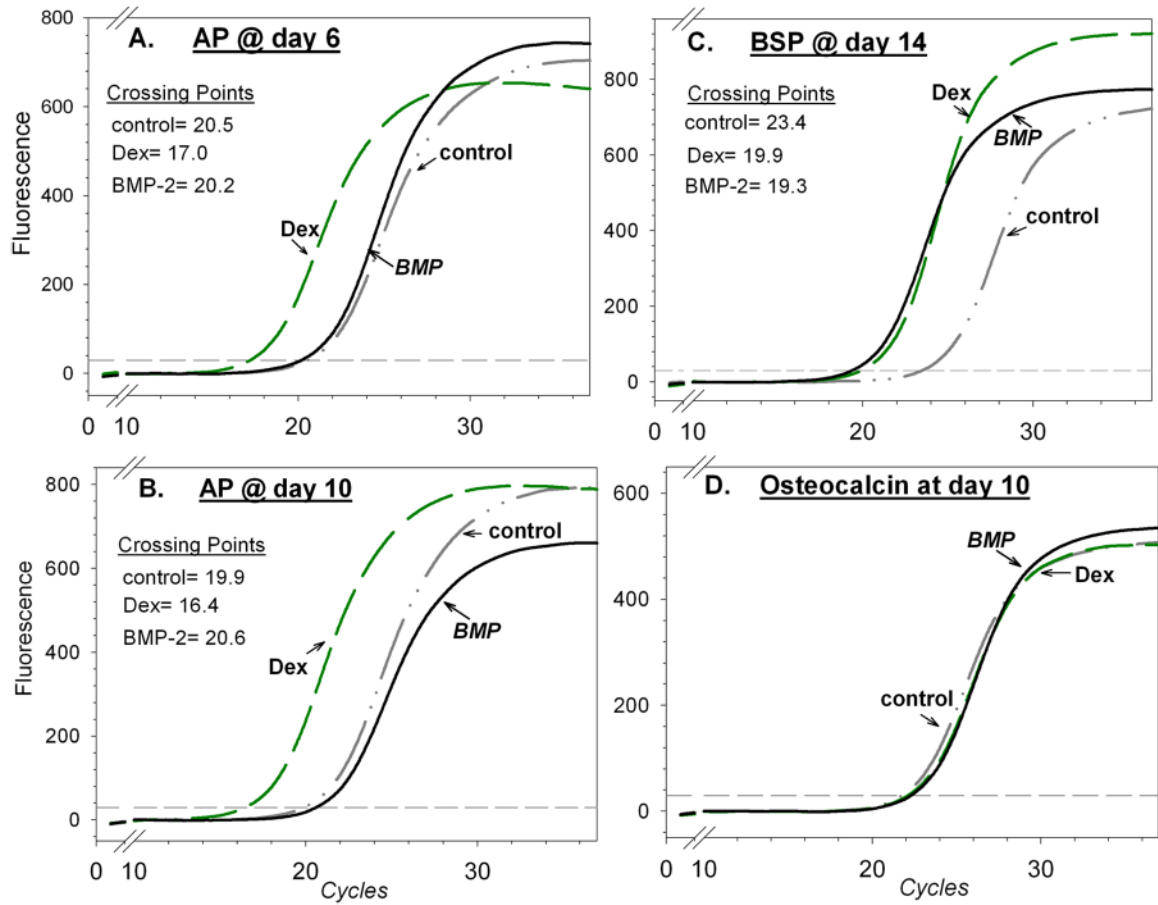 A. AP @ day 6
Crossing Points
control= 20.5
Dex= 17.0
BMP-2= 20.2
Dex
control
BMP
Fluorescence
800
600
400
200
0
0 10 20 30
C. BSP @ day 14
Crossing Points
control= 23.4
Dex= 19.9
BMP-2= 19.3
Dex
BMP
control
800
600
400
200
0
0 10 20 30
B. AP @ day 10
Crossing Points
control= 19.9
Dex= 16.4
BMP-2= 20.6
control
Dex
BMP
Fluorescence
800
600
400
200
0
0 10 20 30
Cycles
D. Osteocalcin at day 10
BMP
Dex
control
600
400
200
0
0 10 20 30
Cycles